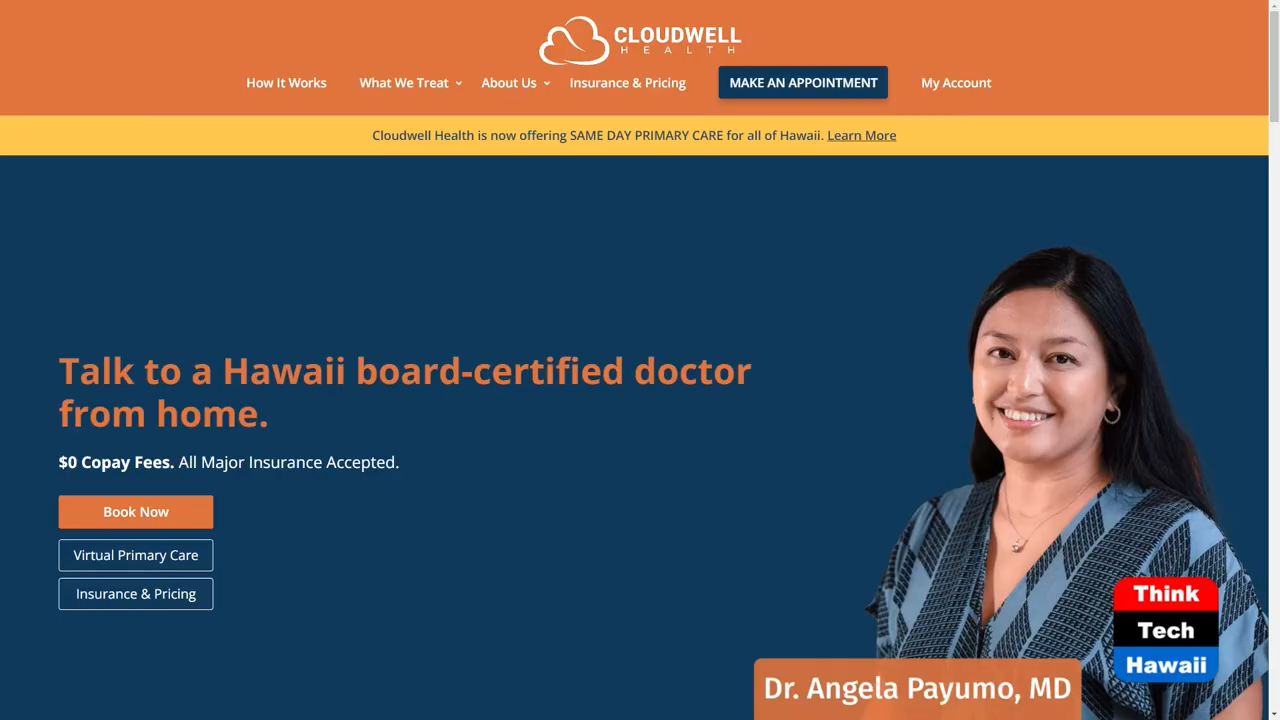 CLOUDWELL
HEALTH
How It Works
What We Treat
About Us
Insurance & Pricing
MAKE AN APPOINTMENT
My Account
Cloudwell Health is now offering SAME DAY PRIMARY CARE for all of Hawaii. Learn More
Talk to a Hawaii board-certified doctor
from home.
$0 Copay Fees. All Major Insurance Accepted.
Book Now
Virtual Primary Care
Insurance & Pricing
Think
Tech
Hawaii
Dr. Angela Payumo, MD